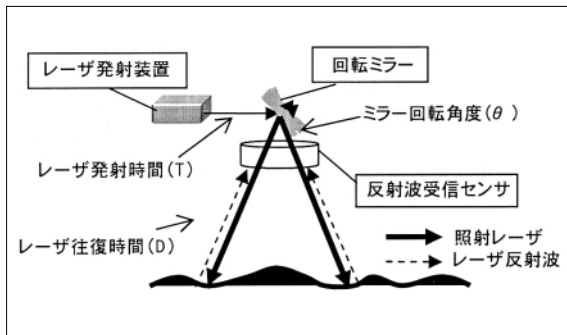 レーザ発射装置
回転ミラー
ミラー回転角度(θ)
レーザ発射時間(T)
反射波受信センサ
レーザ往復時間(D)
照射レーザ
レーザ反射波